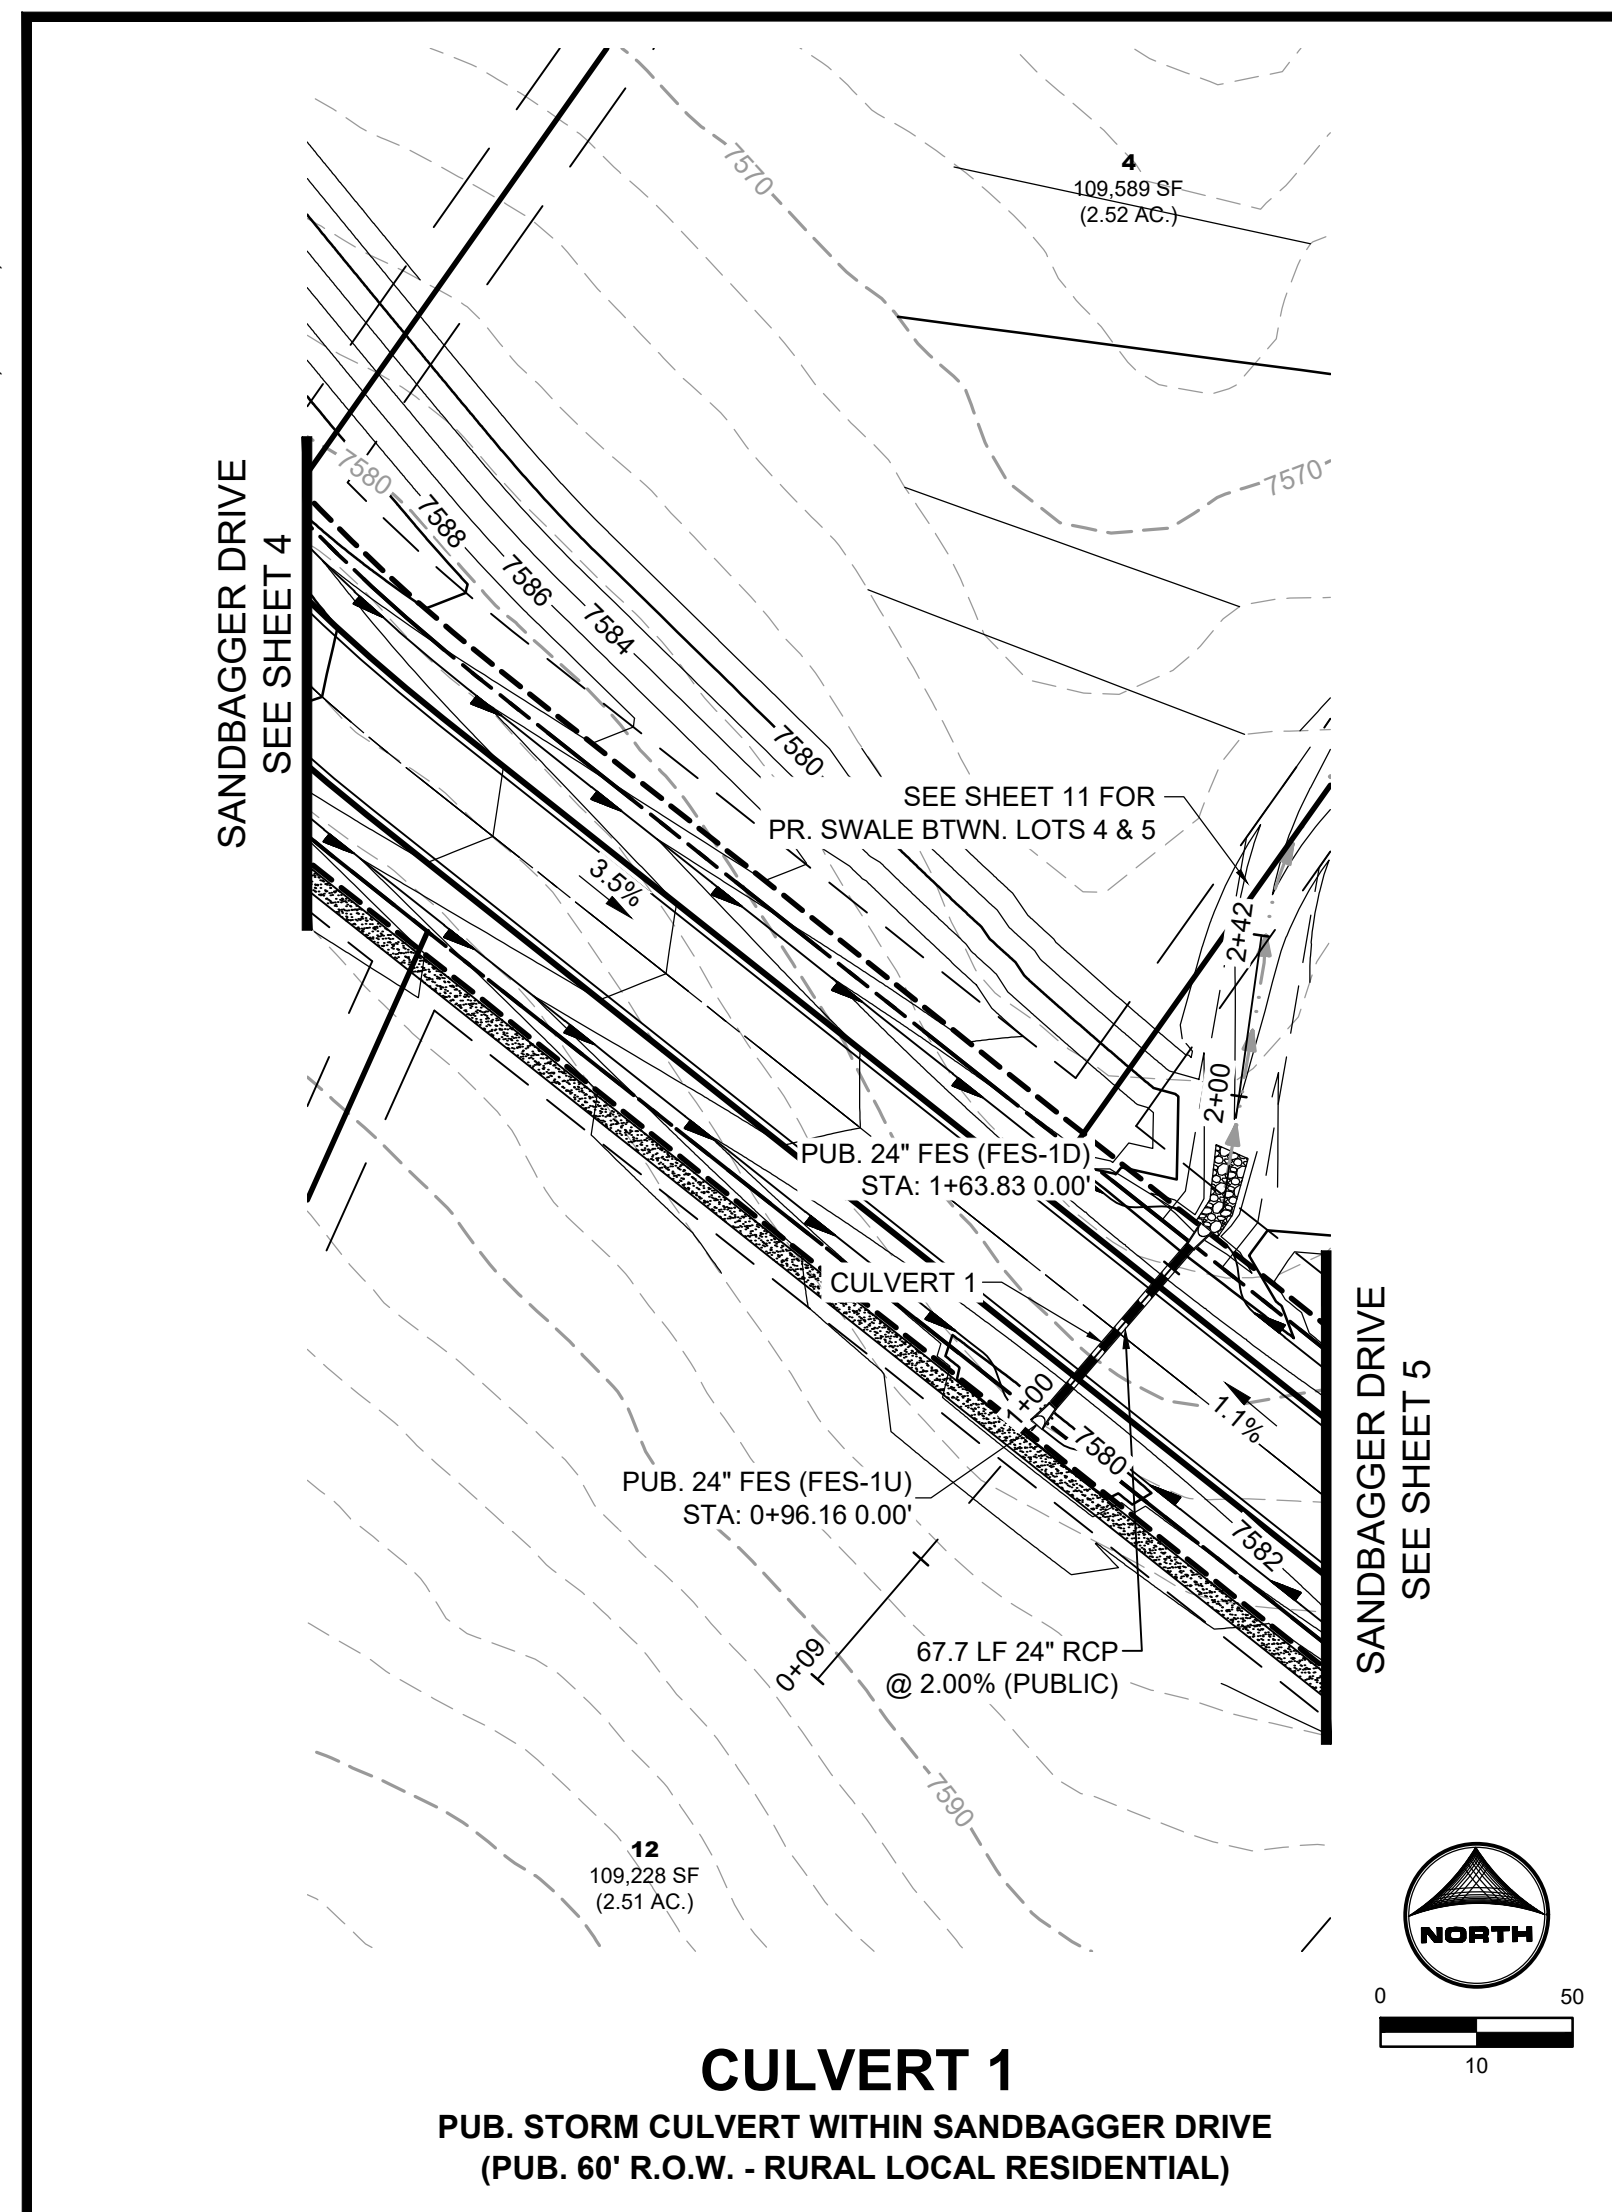 7570
4
109,589 SF
(2.52 AC.)
7570
SANDBAGGER DRIVE
SEE SHEET 4
7580
7588
7586
7584
7580
SEE SHEET 11 FOR
PR. SWALE BTWN. LOTS 4 & 5
3.5%
2+42
2+00
PUB. 24" FES (FES-1D)
STA: 1+63.83 0.00'
CULVERT 1
1+00
1.1%
7580
7582
SANDBAGGER DRIVE
SEE SHEET 5
PUB. 24" FES (FES-1U)
STA: 0+96.16 0.00'
0+09
67.7 LF 24" RCP
@ 2.00% (PUBLIC)
7590
12
109,228 SF
(2.51 AC.)
NORTH
0 50
10
CULVERT 1
PUB. STORM CULVERT WITHIN SANDBAGGER DRIVE
(PUB. 60' R.O.W. - RURAL LOCAL RESIDENTIAL)